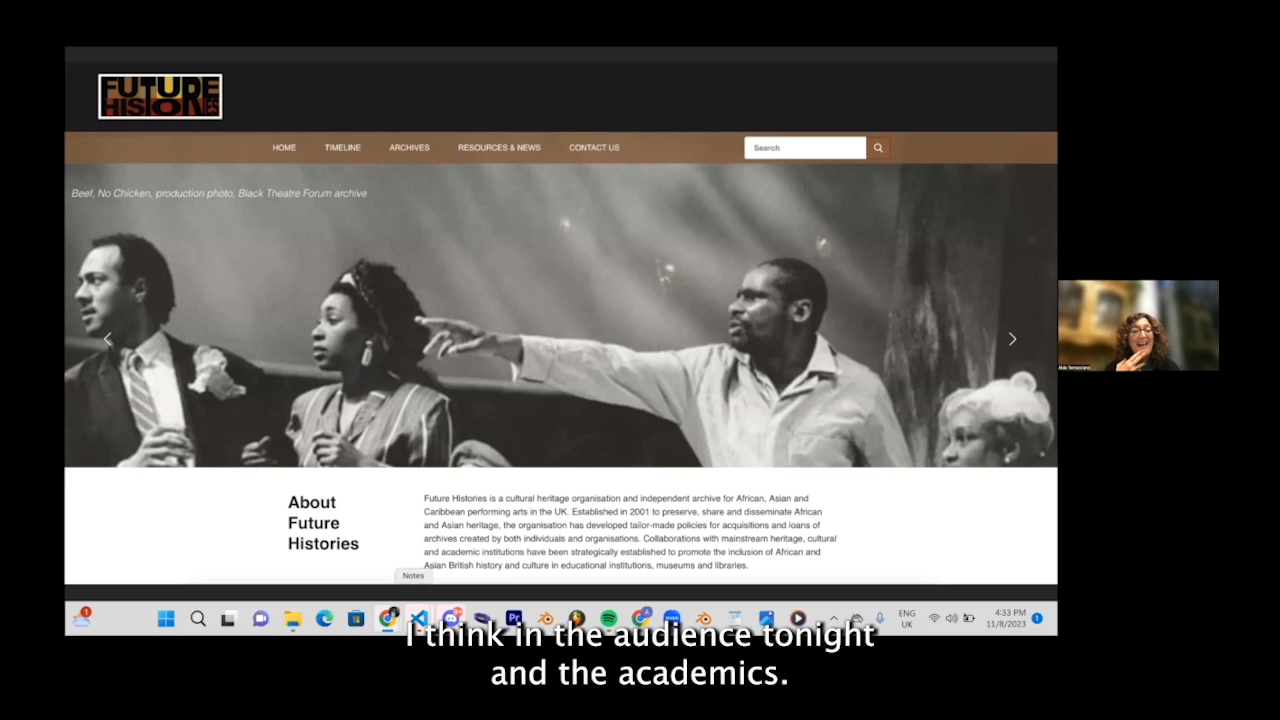 FUTURE
HISTORIES
HOME TIMELINE ARCHIVES RESOURCES & NEWS CONTACT US Search
Beef, No Chicken, production photo, Black Theatre Forum archive
About
Future
Histories
Future Histories is a cultural heritage organisation and independent archive for African, Asian and
Caribbean performing arts in the UK. Established in 2001 to preserve, share and disseminate African
and Asian heritage, the organisation has developed tailor-made policies for acquisitions and loans of
archives created by both individuals and organisations. Collaborations with mainstream heritage, cultural
and academic institutions have been strategically established to promote the inclusion of African and
Asian British history and culture in educational institutions, museums and libraries.
Notes
1
Pr
ENG
UK
4:33 PM
11/8/2023
1
I think in the audience tonight
and the academics.